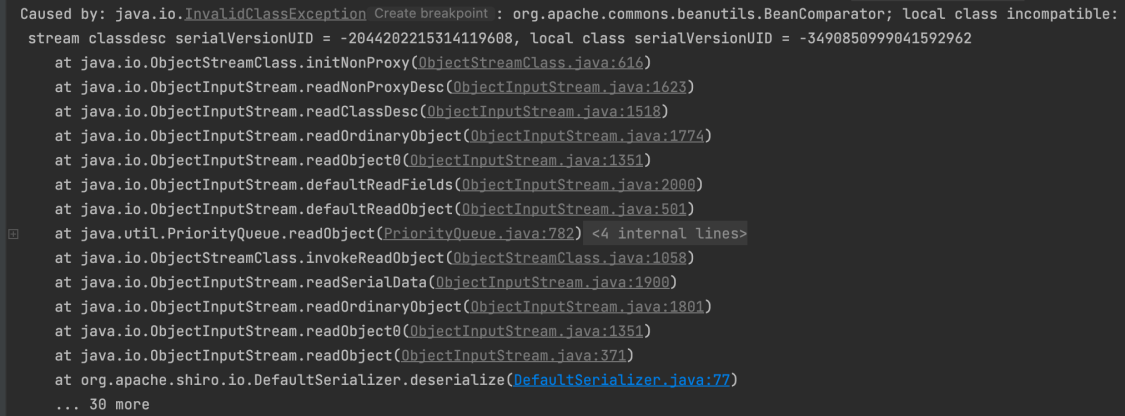 Caused by: java.io.InvalidClassException Create breakpoint : org.apache.commons.beanutils.BeanComparator; local class incompatible:
stream classdesc serialVersionUID = -2044202215314119608, local class serialVersionUID = -3490850999041592962
at java.io.ObjectStreamClass.initNonProxy(ObjectStreamClass.java:616)
at java.io.ObjectInputStream.readNonProxyDesc(ObjectInputStream.java:1623)
at java.io.ObjectInputStream.readClassDesc(ObjectInputStream.java:1518)
at java.io.ObjectInputStream.readOrdinaryObject(ObjectInputStream.java:1774)
at java.io.ObjectInputStream.readObject0(ObjectInputStream.java:1351)
at java.io.ObjectInputStream.defaultReadFields(ObjectInputStream.java:2000)
at java.io.ObjectInputStream.defaultReadObject(ObjectInputStream.java:501)
at java.util.PriorityQueue.readObject(PriorityQueue.java:782) <4 internal lines>
at java.io.ObjectStreamClass.invokeReadObject(ObjectStreamClass.java:1058)
at java.io.ObjectInputStream.readSerialData(ObjectInputStream.java:1900)
at java.io.ObjectInputStream.readOrdinaryObject(ObjectInputStream.java:1801)
at java.io.ObjectInputStream.readObject0(ObjectInputStream.java:1351)
at java.io.ObjectInputStream.readObject(ObjectInputStream.java:371)
at org.apache.shiro.io.DefaultSerializer.deserialize(DefaultSerializer.java:77)
... 30 more